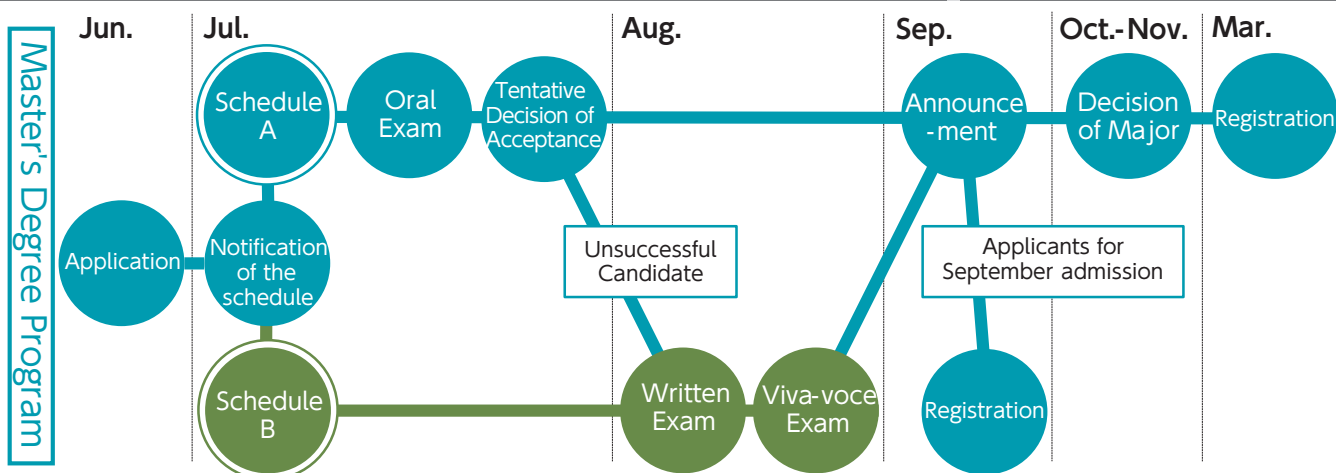 Master's Degree Program
Jun.
Jul.
Aug.
Sep.
Oct.-Nov.
Mar.
Application
Notification
of the
schedule
Schedule
A
Oral
Exam
Tentative
Decision of
Acceptance
Announce
-ment
Decision
of Major
Registration
Unsuccessful
Candidate
Applicants for
September admission
Schedule
B
Written
Exam
Viva-voce
Exam
Registration